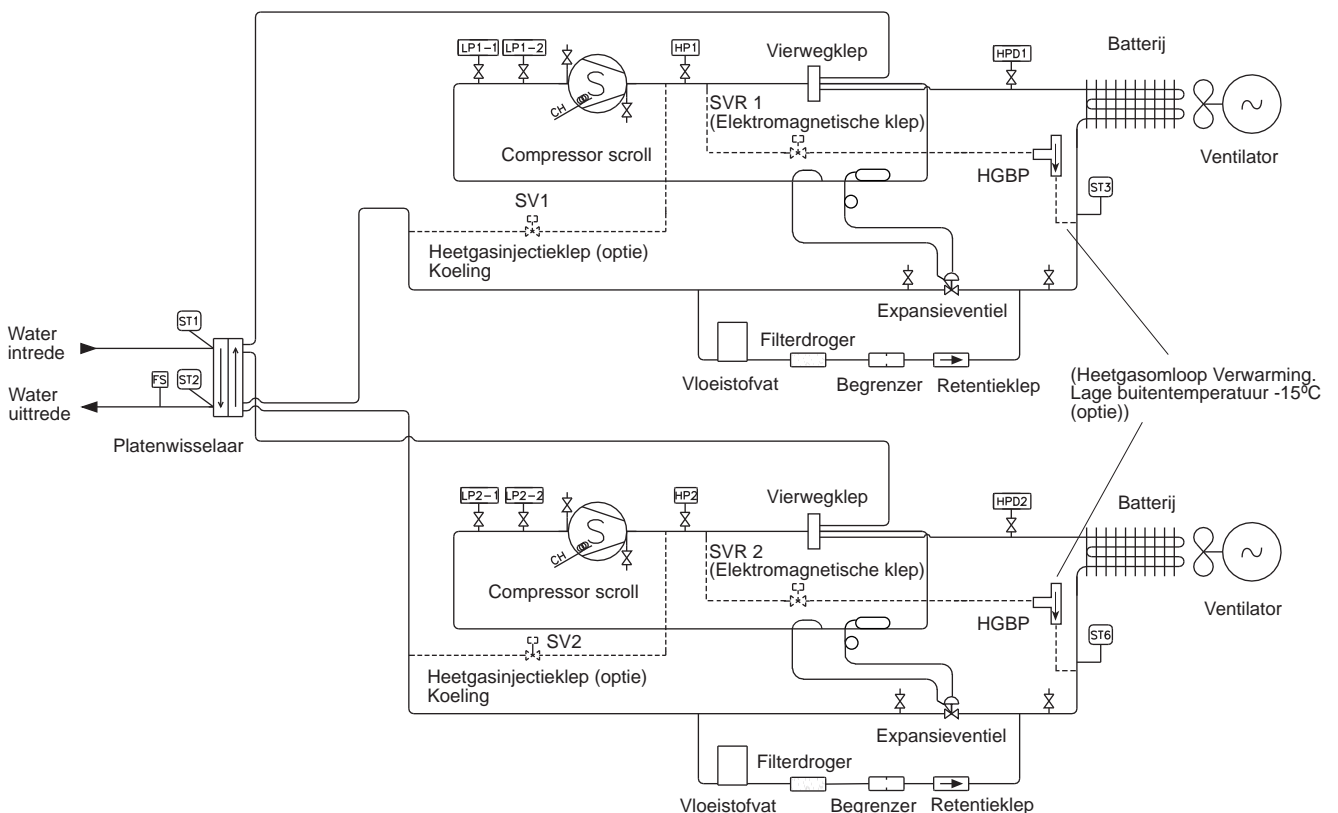 LP1-1
LP1-2
HP1
Vierwegklep
HPD1
Batterij
CH
SVR 1
(Elektromagnetische klep)
Compressor scroll
HGBP
Ventilator
ST3
SV1
Heetgasinjectieklep (optie)
Koeling
Expansieventiel
ST1
Water
intrede
Filterdroger
Vloeistofvat
Begrenzer
Retentieklep
FS
ST2
Water
uittrede
(Heetgasomloop Verwarming.
Lage buitentemperatuur -15ºC
(optie))
Platenwisselaar
LP2-1
LP2-2
HP2
Vierwegklep
HPD2
Batterij
CH
SVR 2
(Elektromagnetische klep)
Compressor scroll
HGBP
Ventilator
ST6
SV2
Heetgasinjectieklep (optie)
Koeling
Expansieventiel
Filterdroger
Vloeistofvat
Begrenzer
Retentieklep